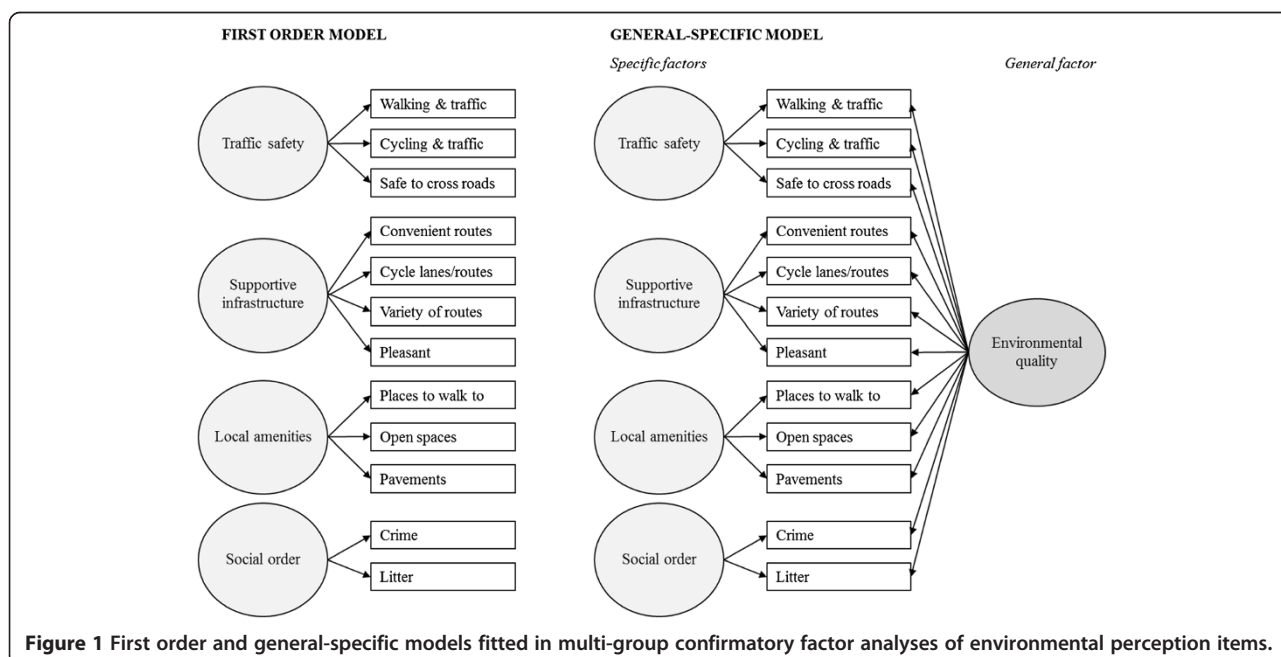 FIRST ORDER MODEL
Traffic safety
Walking & traffic
Cycling & traffic
Safe to cross roads
Supportive
infrastructure
Convenient routes
Cycle lanes/routes
Variety of routes
Pleasant
Local amenities
Places to walk to
Open spaces
Pavements
Social order
Crime
Litter
GENERAL-SPECIFIC MODEL
Specific factors
General factor
Traffic safety
Walking & traffic
Cycling & traffic
Safe to cross roads
Supportive
infrastructure
Convenient routes
Cycle lanes/routes
Variety of routes
Pleasant
Local amenities
Places to walk to
Open spaces
Pavements
Social order
Crime
Litter
Environmental
quality
Figure 1 First order and general-specific models fitted in multi-group confirmatory factor analyses of environmental perception items.